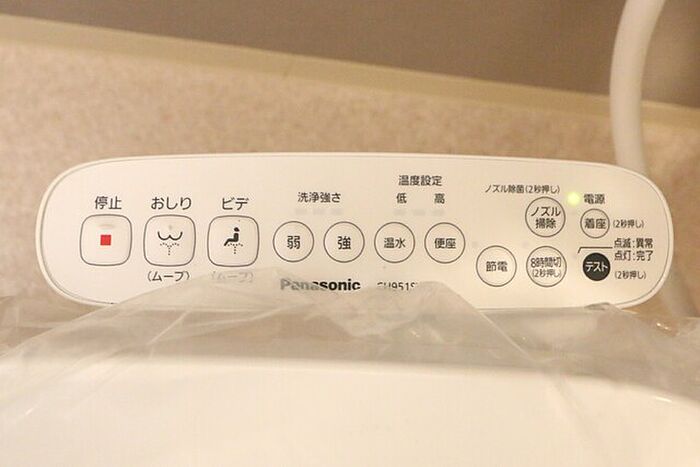 停止
おしり
ビデ
(ムーブ)
(ムーブ)
洗浄強さ
弱
強
温度設定
低 高
温水
便座
ノズル除菌(2秒押し)
ノズル
掃除
電源
着座
(2秒押し)
節電
8時間切
(2秒押し)
点滅:異常
点灯:完了
テスト
(2秒押し)
Panasonic